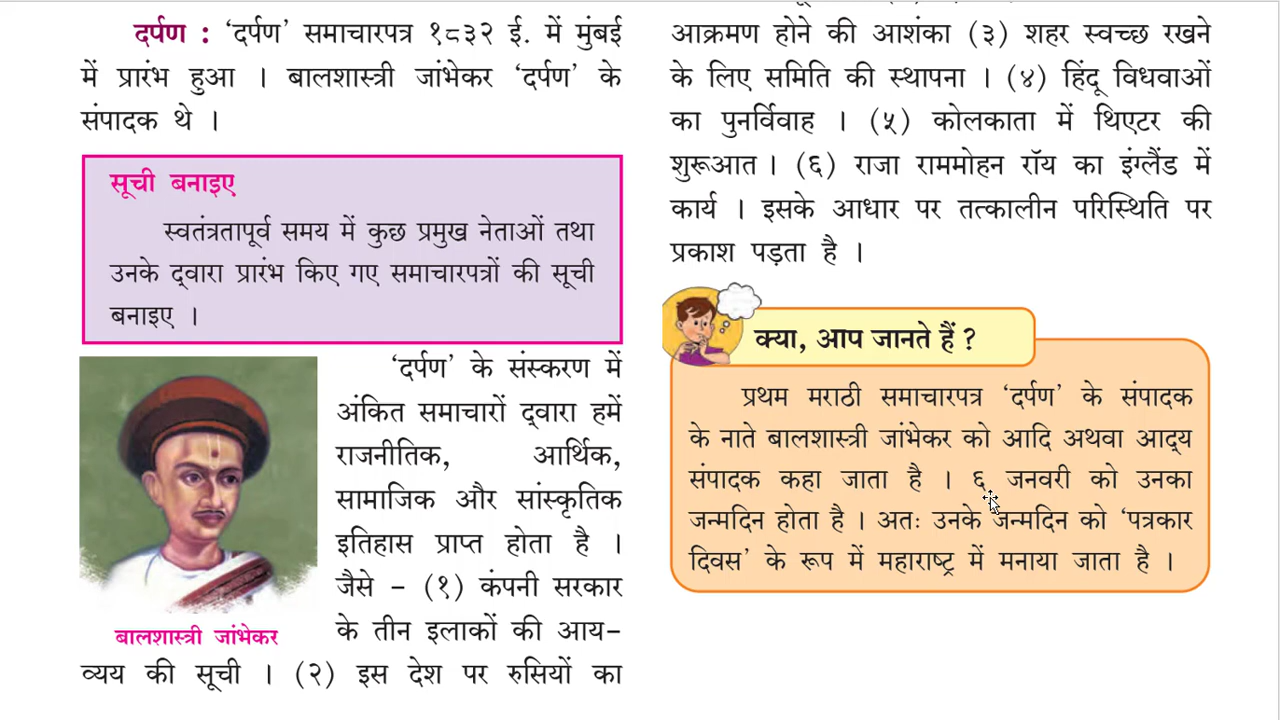 दर्पण : ‘दर्पण’ समाचारपत्र १८३२ ई. में मुंबई
में प्रारंभ हुआ । बालशास्त्री जांभेकर ‘दर्पण’ के
संपादक थे ।
सूची बनाइए
स्वतंत्रतापूर्व समय में कुछ प्रमुख नेताओं तथा
उनके द्वारा प्रारंभ किए गए समाचारपत्रों की सूची
बनाइए ।
बालशास्त्री जांभेकर
‘दर्पण’ के संस्करण में
अंकित समाचारों द्वारा हमें
राजनीतिक, आर्थिक,
सामाजिक और सांस्कृतिक
इतिहास प्राप्त होता है ।
जैसे – (१) कंपनी सरकार
के तीन इलाकों की आय–
व्यय की सूची । (२) इस देश पर रुसियों का
आक्रमण होने की आशंका (३) शहर स्वच्छ रखने
के लिए समिति की स्थापना । (४) हिंदू विधवाओं
का पुनर्विवाह । (५) कोलकाता में थिएटर की
शुरूआत । (६) राजा राममोहन रॉय का इंग्लैंड में
कार्य । इसके आधार पर तत्कालीन परिस्थिति पर
प्रकाश पड़ता है ।
क्या, आप जानते हैं ?
प्रथम मराठी समाचारपत्र ‘दर्पण’ के संपादक
के नाते बालशास्त्री जांभेकर को आदि अथवा आद्य
संपादक कहा जाता है । ६ जनवरी को उनका
जन्मदिन होता है । अतः उनके जन्मदिन को ‘पत्रकार
दिवस’ के रूप में महाराष्ट्र में मनाया जाता है ।